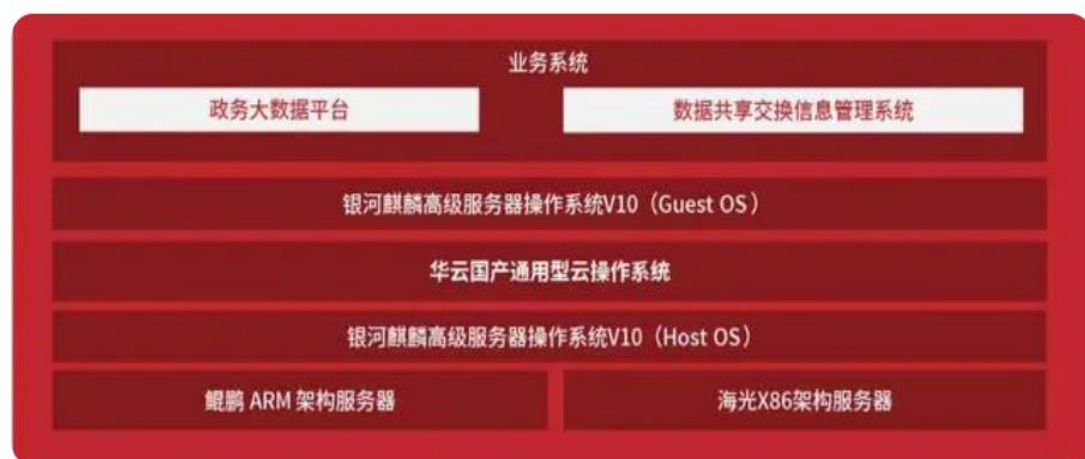 业务系统
政务大数据平台
数据共享交换信息管理系统
银河麒麟高级服务器操作系统V10（Guest OS）
华云国产通用型云操作系统
银河麒麟高级服务器操作系统V10（Host OS）
鲲鹏 ARM 架构服务器
海光X86架构服务器